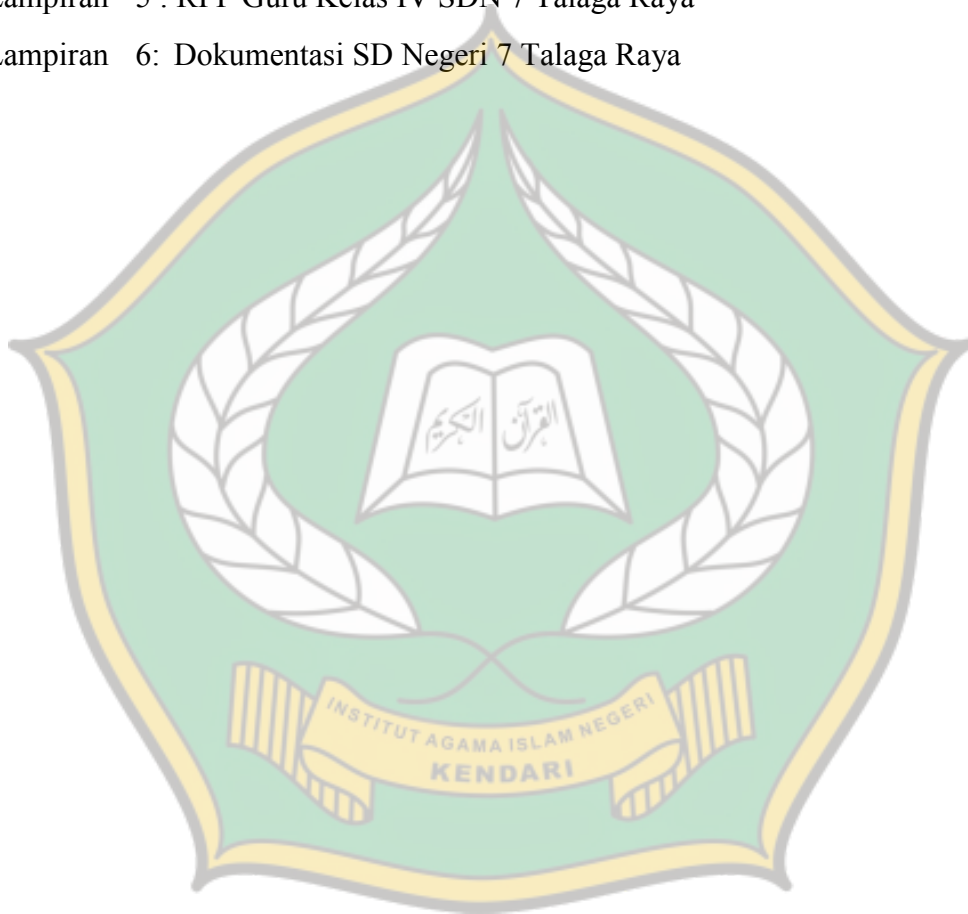 Lampiran 5 : RPP Guru Kelas IV SDN 7 Talaga Raya
Lampiran 6: Dokumentasi SD Negeri 7 Talaga Raya
القرآن الكريم
INSTITUT AGAMA ISLAM NEGERI
KENDARI